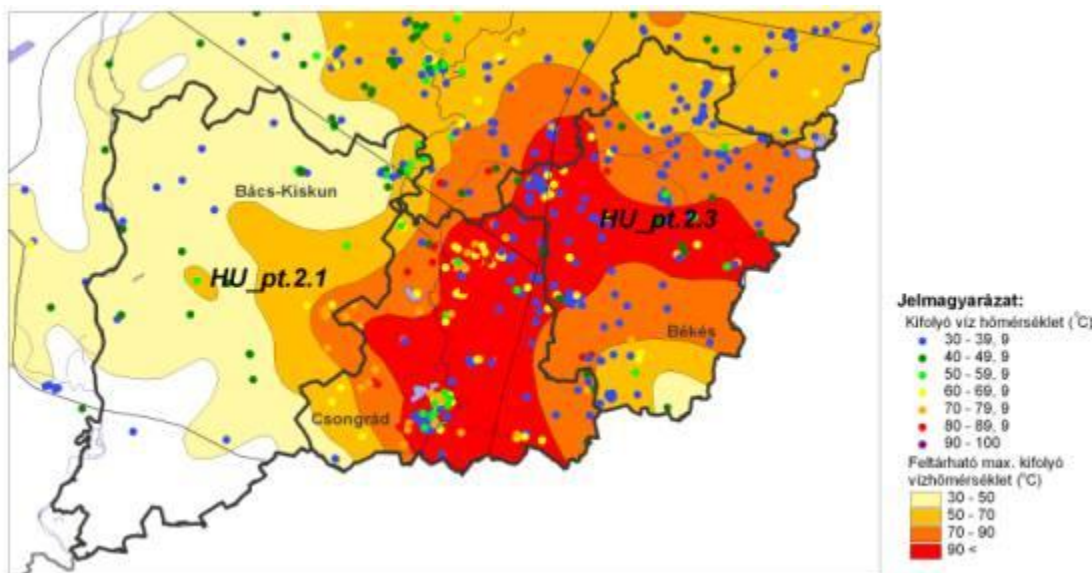 Bács-Kiskun
HU_pt.2.3
HU_pt.2.1
Békés
Csongrád
Jelmagyarázat:
Kifolyó víz hőmérséklet (°C)
30 - 39, 9
40 - 49, 9
50 - 59, 9
60 - 69, 9
70 - 79, 9
80 - 89, 9
90 - 100
Feltárható max. kifolyó
vízhőmérséklet (°C)
30 - 50
50 - 70
70 - 90
90 <